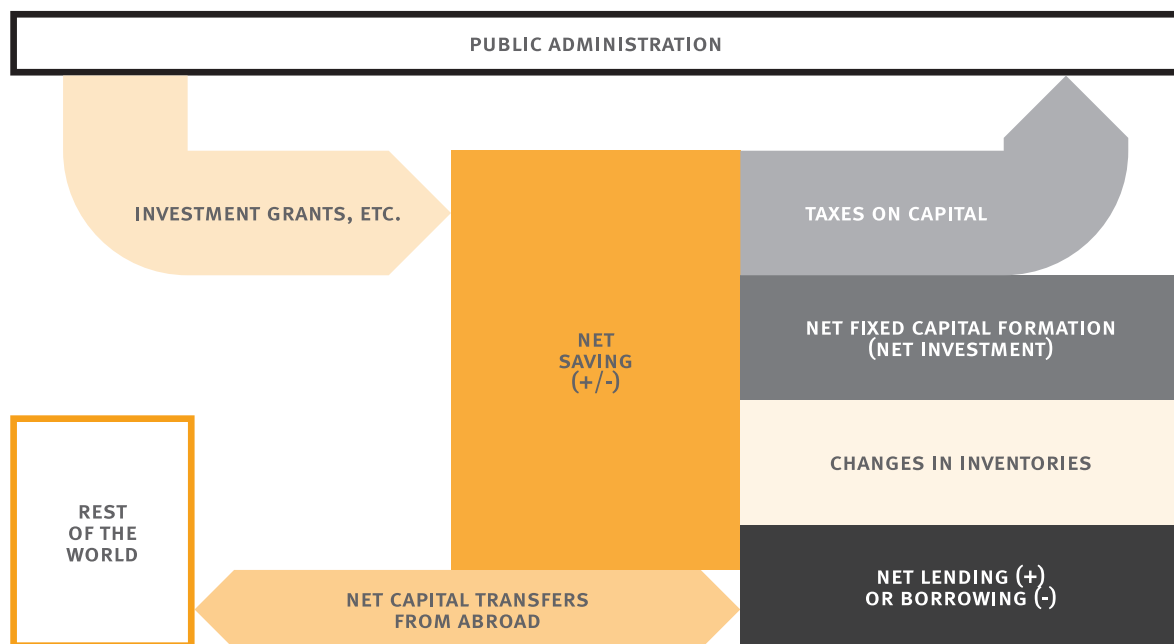 PUBLIC ADMINISTRATION
INVESTMENT GRANTS, ETC.
TAXES ON CAPITAL
NET
SAVING
(+/-)
NET FIXED CAPITAL FORMATION
(NET INVESTMENT)
CHANGES IN INVENTORIES
REST
OF THE
WORLD
NET CAPITAL TRANSFERS
FROM ABROAD
NET LENDING (+)
OR BORROWING (-)